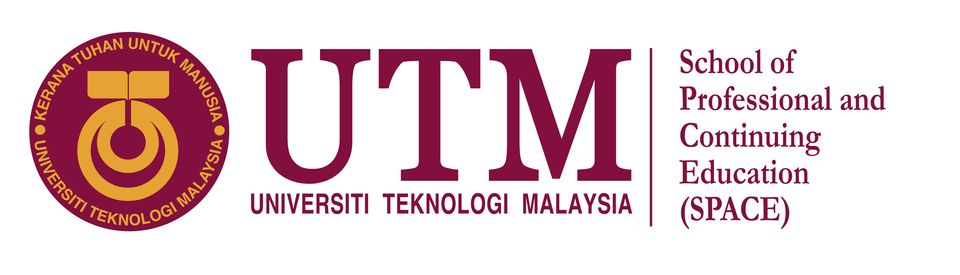 KERANA TUHAN UNTUK MANUSIA
UNIVERSITI TEKNOLOGI MALAYSIA
UTM
UNIVERSITI TEKNOLOGI MALAYSIA
School of
Professional and
Continuing
Education
(SPACE)